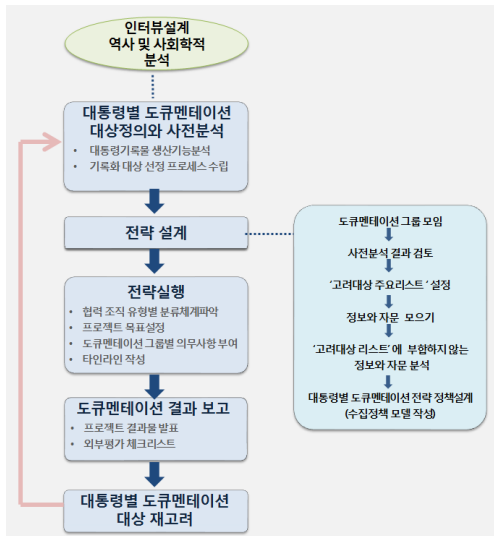 인터뷰설계
역사 및 사회학적
분석
대통령별 도큐멘테이션
대상정의와 사전분석
• 대통령기록물 생산기능분석
• 기록화 대상 선정 프로세스 수립
전략 설계
전략실행
• 협력 조직 유형별 분류체계파악
• 프로젝트 목표설정
• 도큐멘테이션 그룹별 의무사항 부여
• 타인라인 작성
도큐멘테이션 결과 보고
• 프로젝트 결과물 발표
• 외부평가 체크리스트
대통령별 도큐멘테이션
대상 재고려
도큐멘테이션 그룹 모임
사전분석 결과 검토
‘고려대상 주요리스트 ’ 설정
정보와 자문 모으기
‘고려대상 리스트’ 에 부합하지 않는
정보와 자문 분석
대통령별 도큐멘테이션 전략 정책설계
(수집정책 모델 작성)